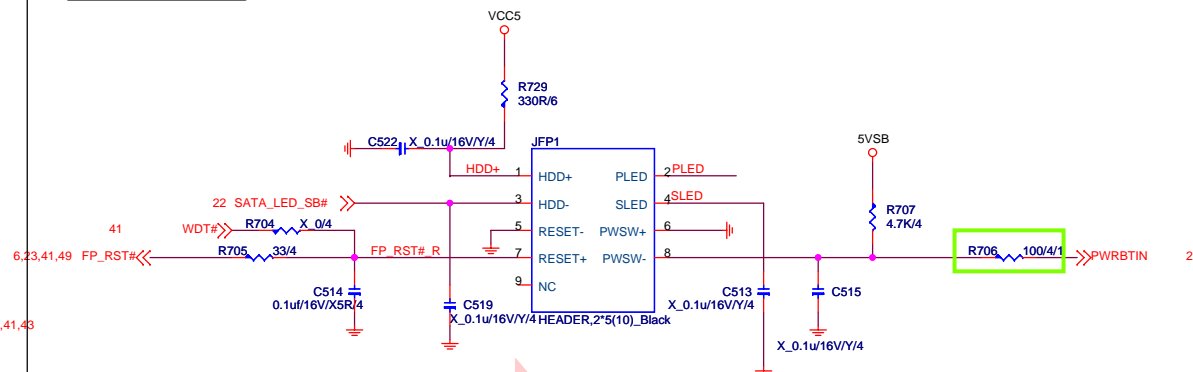 VCC5
R729
330R/6
C522 X_0.1u/16V/Y/4
JFP1
5VSB
HDD+ 1 HDD+ PLED 2 PLED
22 SATA_LED_SB# 3 HDD- SLED 4 SLED
R707
4.7K/4
41 WDT# R704 X_0/4
5 RESET- PWSW+ 6
6,23,41,49 FP_RST# R705 33/4 FP_RST#_R 7 RESET+ PWSW- 8
R706 100/4/1 PWRBTIN 2
9 NC
C514
0.1uf/16V/X5R/4
C519
X_0.1u/16V/Y/4
HEADER,2*5(10)_Black
C513
X_0.1u/16V/Y/4
C515
X_0.1u/16V/Y/4
,41,43